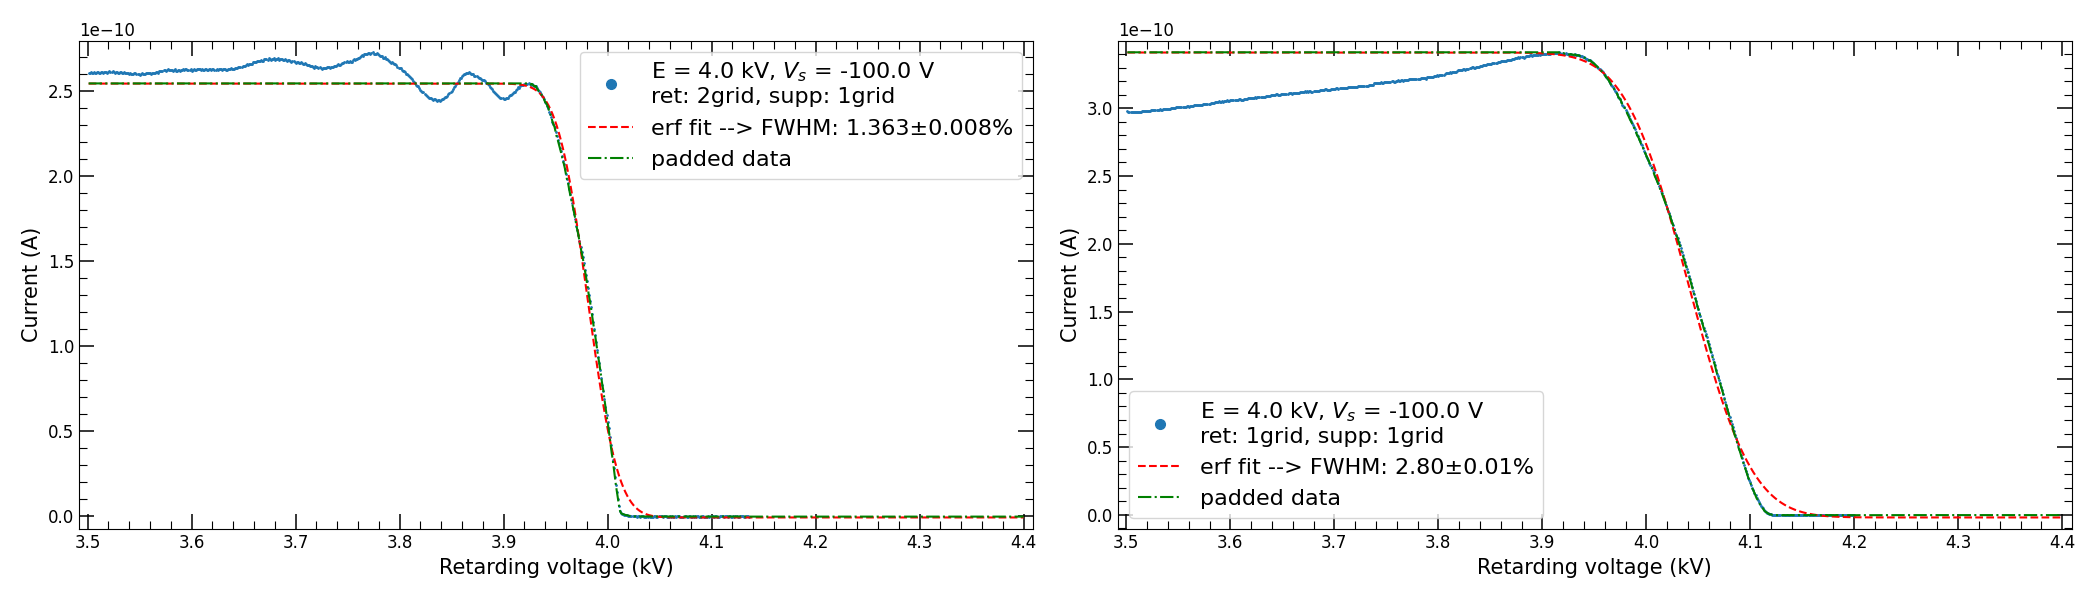 1e−10
Current (A)
2.5
2.0
1.5
1.0
0.5
0.0
E = 4.0 kV, Vs = -100.0 V
ret: 2grid, supp: 1grid
erf fit --> FWHM: 1.363±0.008%
padded data
3.5 3.6 3.7 3.8 3.9 4.0 4.1 4.2 4.3 4.4
Retarding voltage (kV)
1e−10
Current (A)
3.0
2.5
2.0
1.5
1.0
0.5
0.0
E = 4.0 kV, Vs = -100.0 V
ret: 1grid, supp: 1grid
erf fit --> FWHM: 2.80±0.01%
padded data
3.5 3.6 3.7 3.8 3.9 4.0 4.1 4.2 4.3 4.4
Retarding voltage (kV)